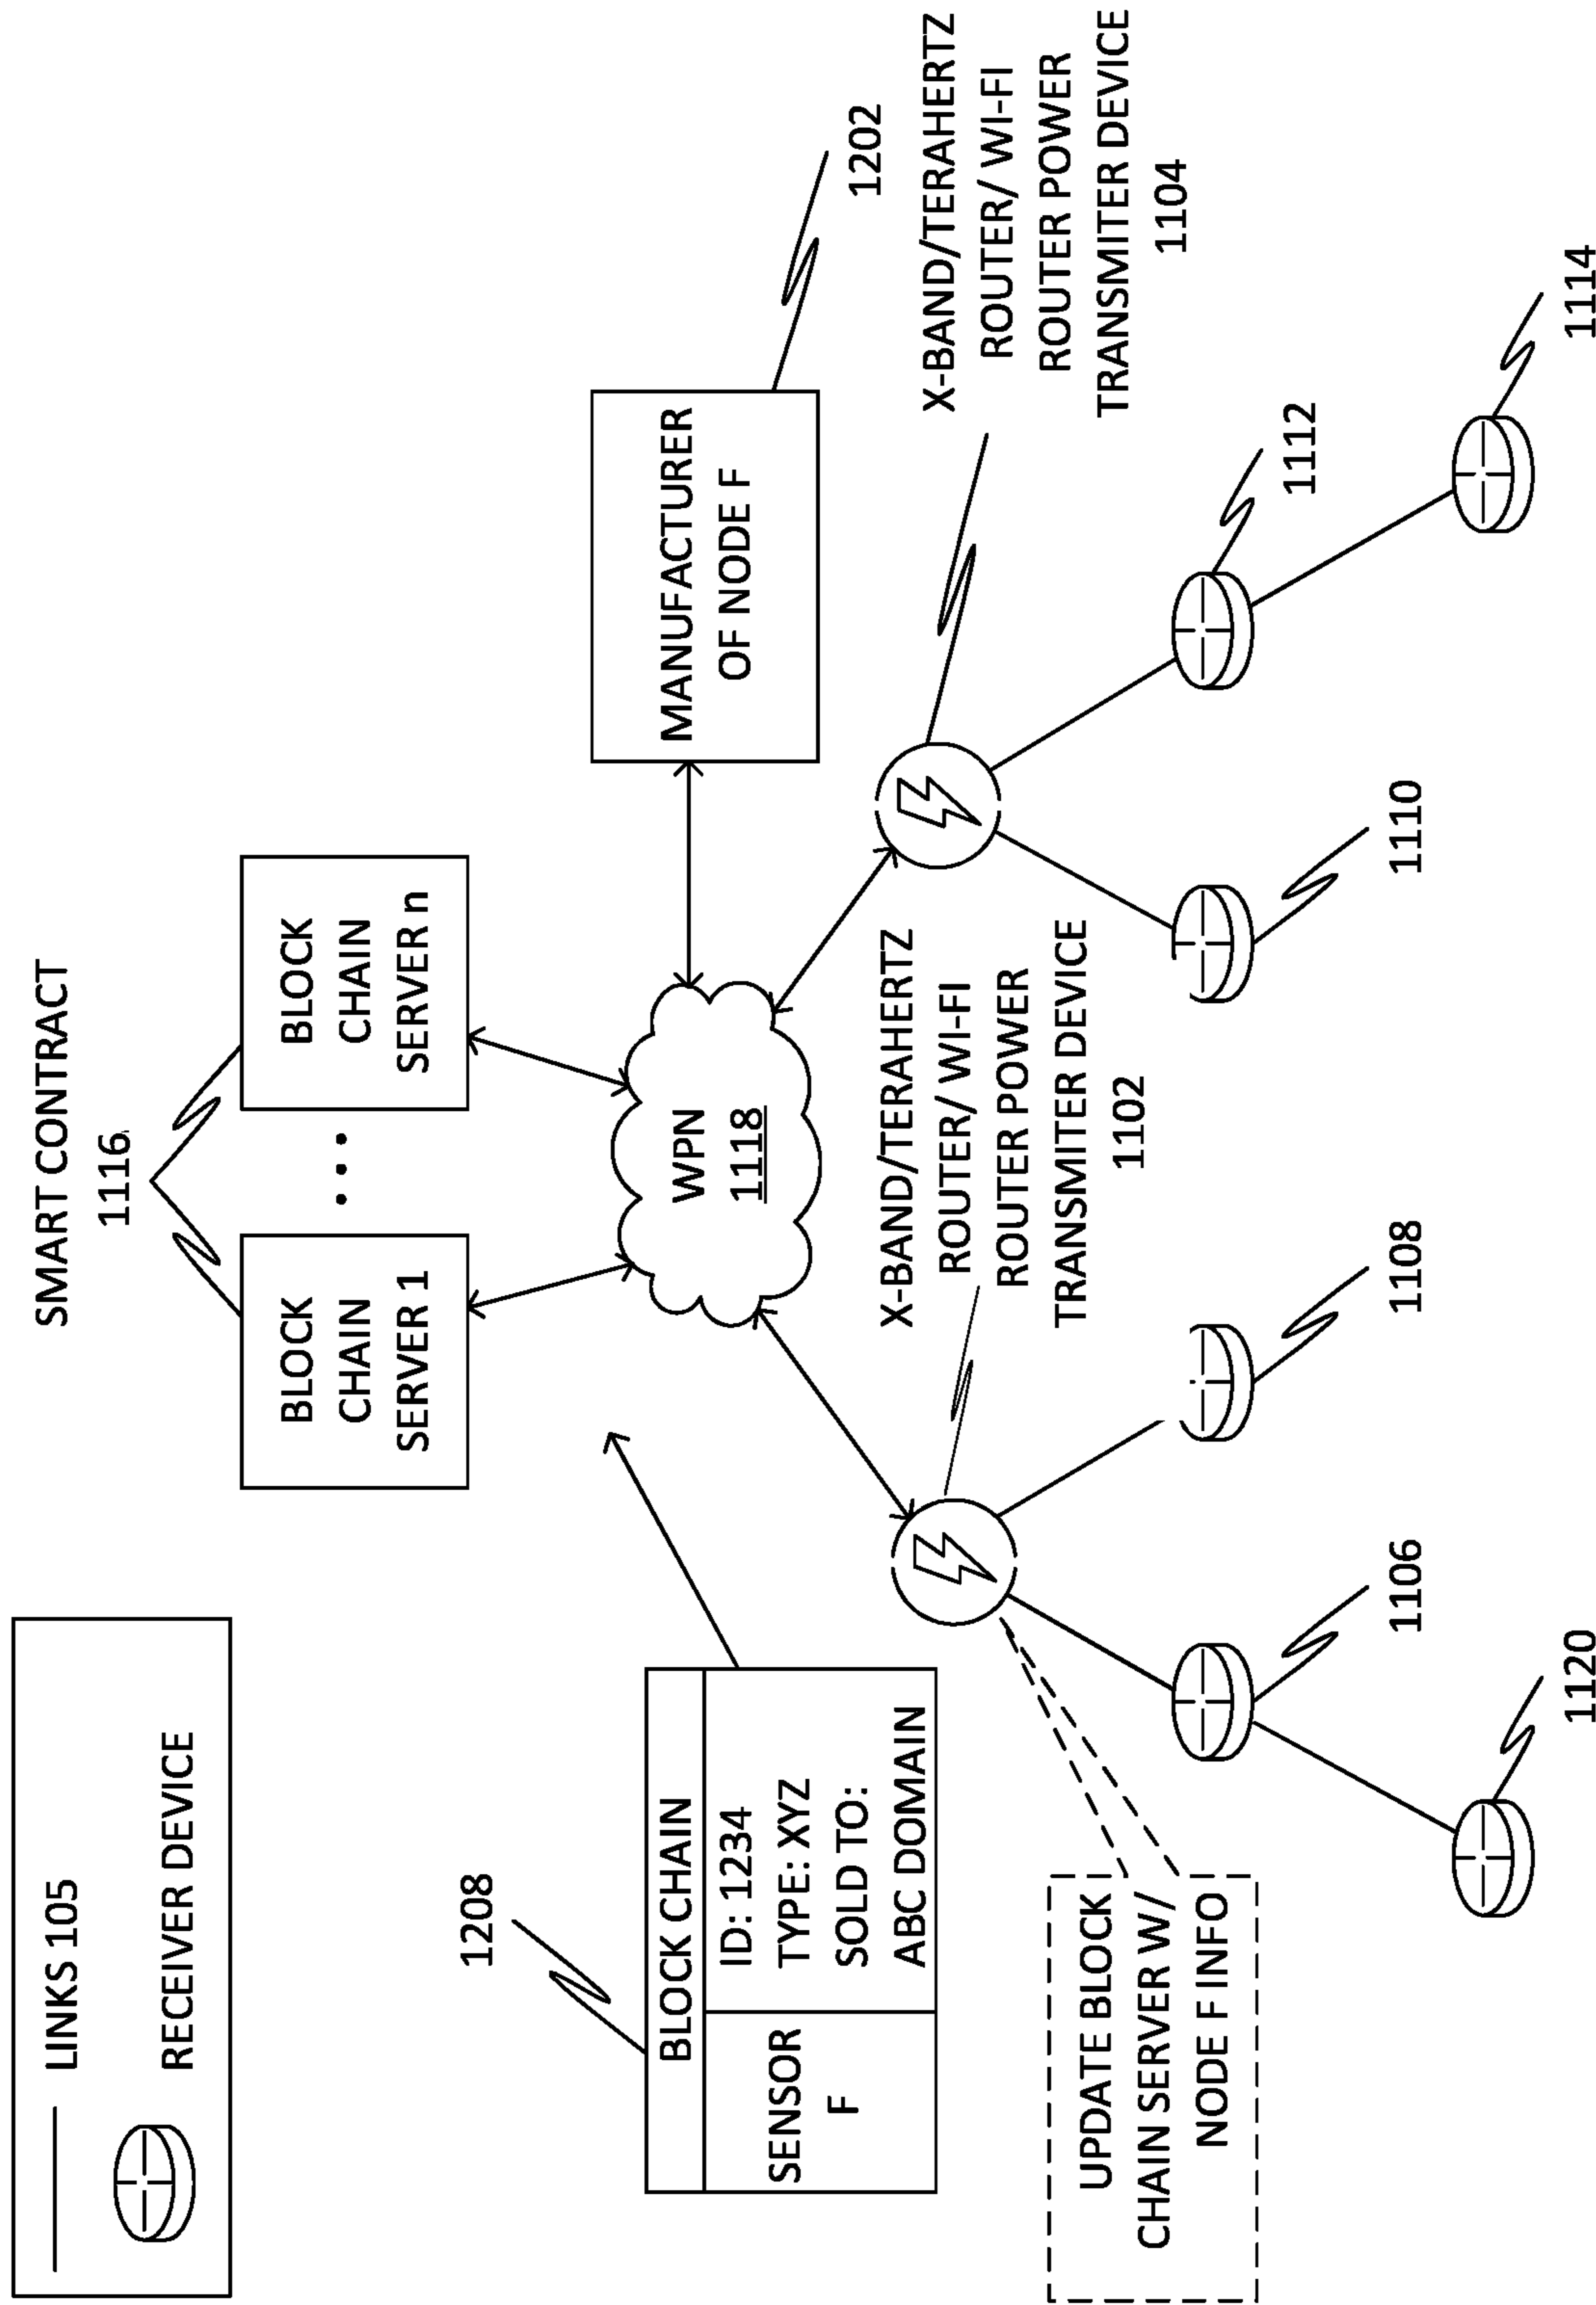 LINKS 105
RECEIVER DEVICE
SMART CONTRACT
1116
BLOCK
CHAIN
SERVER 1
BLOCK
CHAIN
SERVER n
1208
BLOCK CHAIN
SENSOR
F
ID: 1234
TYPE: XYZ
SOLD TO:
ABC DOMAIN
WPN
1118
MANUFACTURER
OF NODE F
1202
UPDATE BLOCK
CHAIN SERVER W/
NODE F INFO
X-BAND/TERAHERTZ
ROUTER/ WI-FI
ROUTER POWER
TRANSMITER DEVICE
1102
X-BAND/TERAHERTZ
ROUTER/ WI-FI
ROUTER POWER
TRANSMITER DEVICE
1104
1106
1108
1110
1112
1120
1114